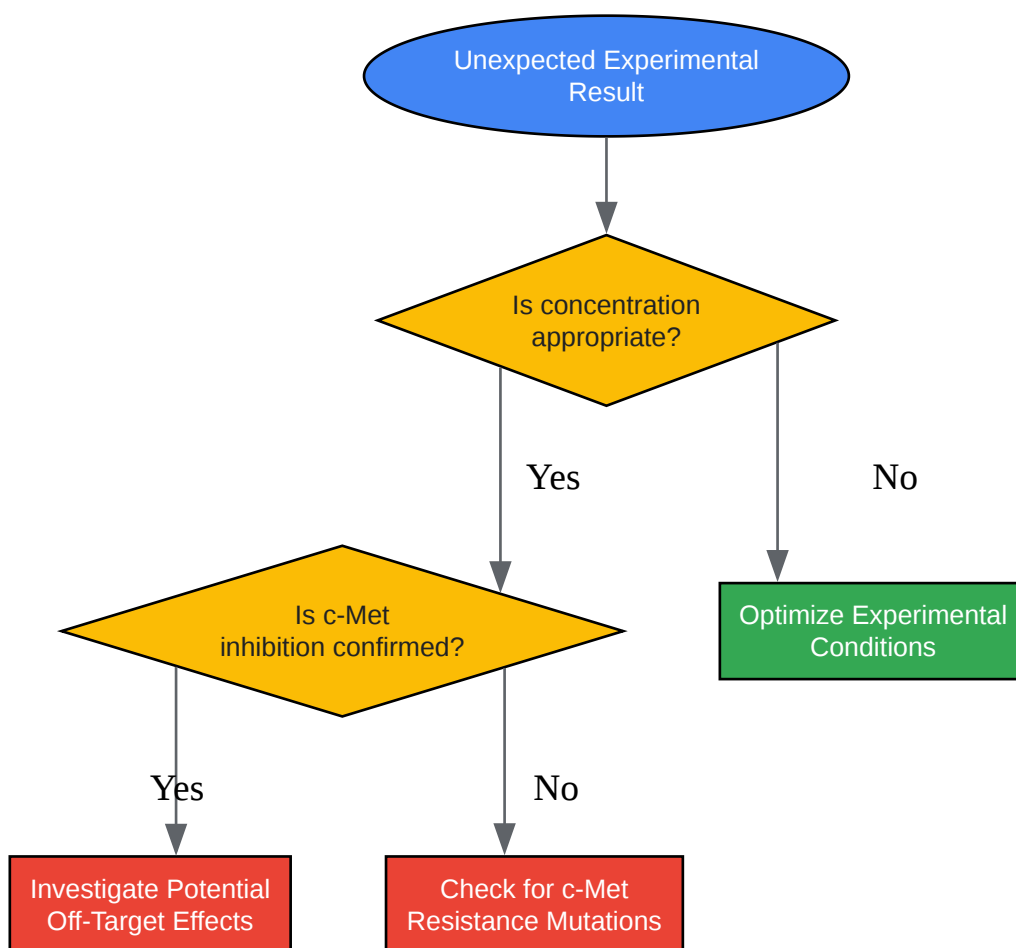 Unexpected Experimental
Result
Is concentration
appropriate?
Yes
No
Is c-Met
inhibition confirmed?
Optimize Experimental
Conditions
Yes
No
Investigate Potential
Off-Target Effects
Check for c-Met
Resistance Mutations